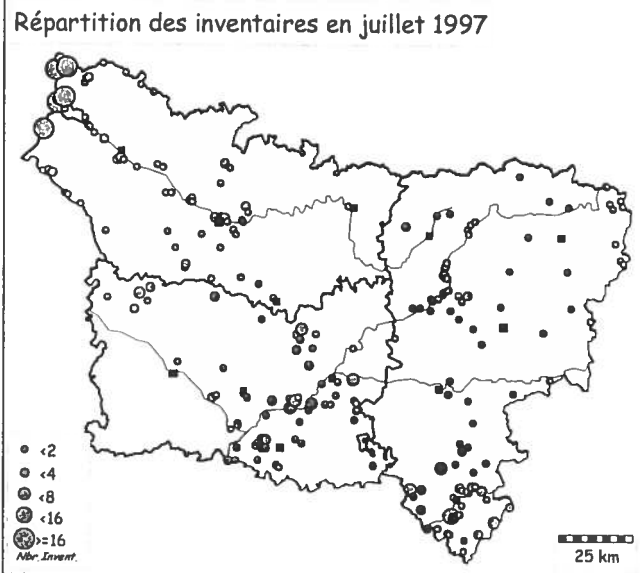 Répartition des inventaires en juillet 1997
<2
<4
<8
<16
>=16
Nbr. Invent.
25 km